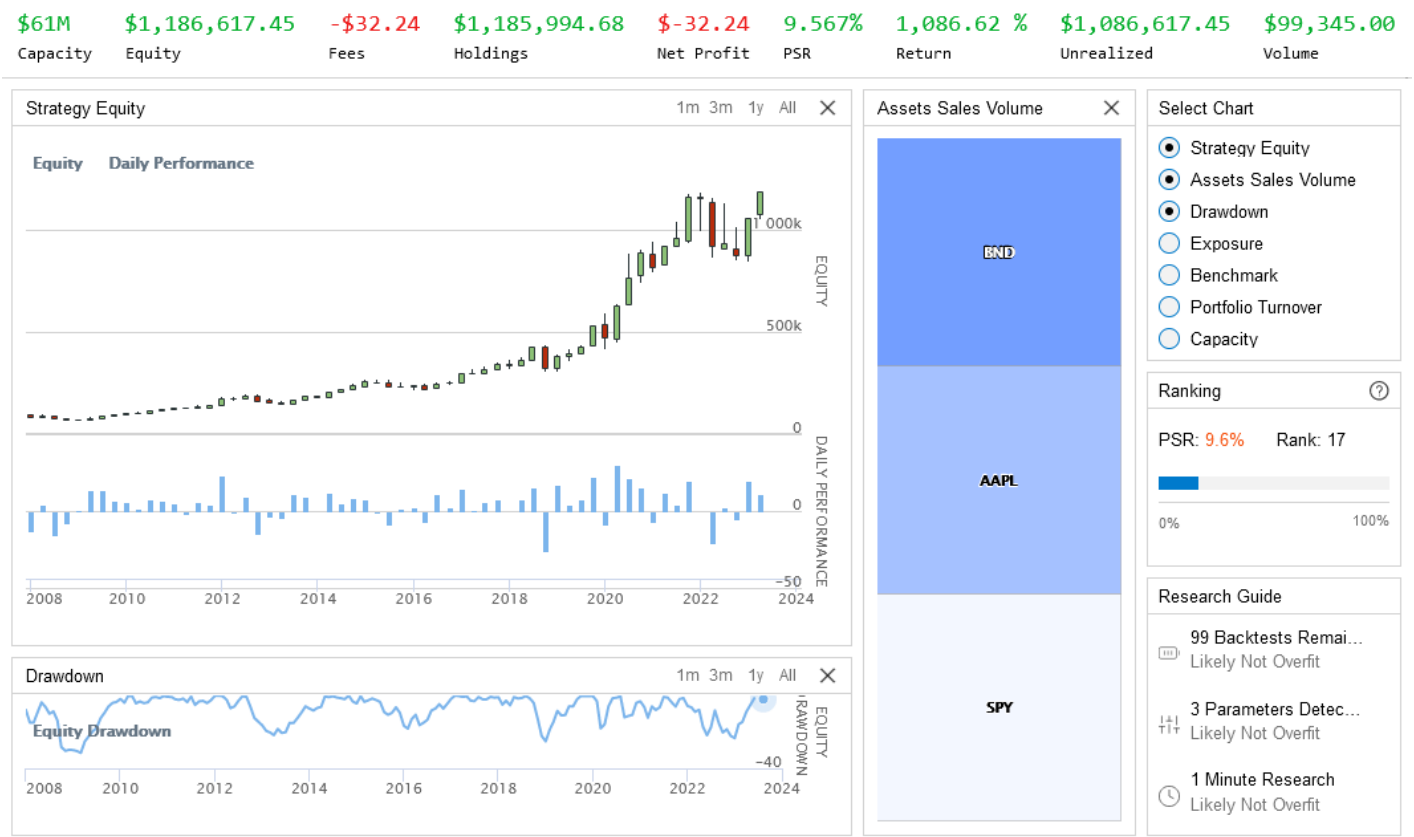 $61M $1,186,617.45 -$32.24 $1,185,994.68 $-32.24 9.567% 1,086.62 % $1,086,617.45 $99,345.00
Capacity Equity Fees Holdings Net Profit PSR Return Unrealized Volume
Strategy Equity 1m 3m 1y All
Equity Daily Performance
1 000k
500k
0
EQUITY
0
-50
DAILY PERFORMANCE
2008 2010 2012 2014 2016 2018 2020 2022 2024
Drawdown 1m 3m 1y All
Equity Drawdown
-40
EQUITY
RAWDOWN
2008 2010 2012 2014 2016 2018 2020 2022 2024
Assets Sales Volume
BND
AAPL
SPY
Select Chart
Strategy Equity
Assets Sales Volume
Drawdown
Exposure
Benchmark
Portfolio Turnover
Capacity
Ranking ?
PSR: 9.6% Rank: 17
0% 100%
Research Guide
99 Backtests Remai...
Likely Not Overfit
3 Parameters Detec...
Likely Not Overfit
1 Minute Research
Likely Not Overfit